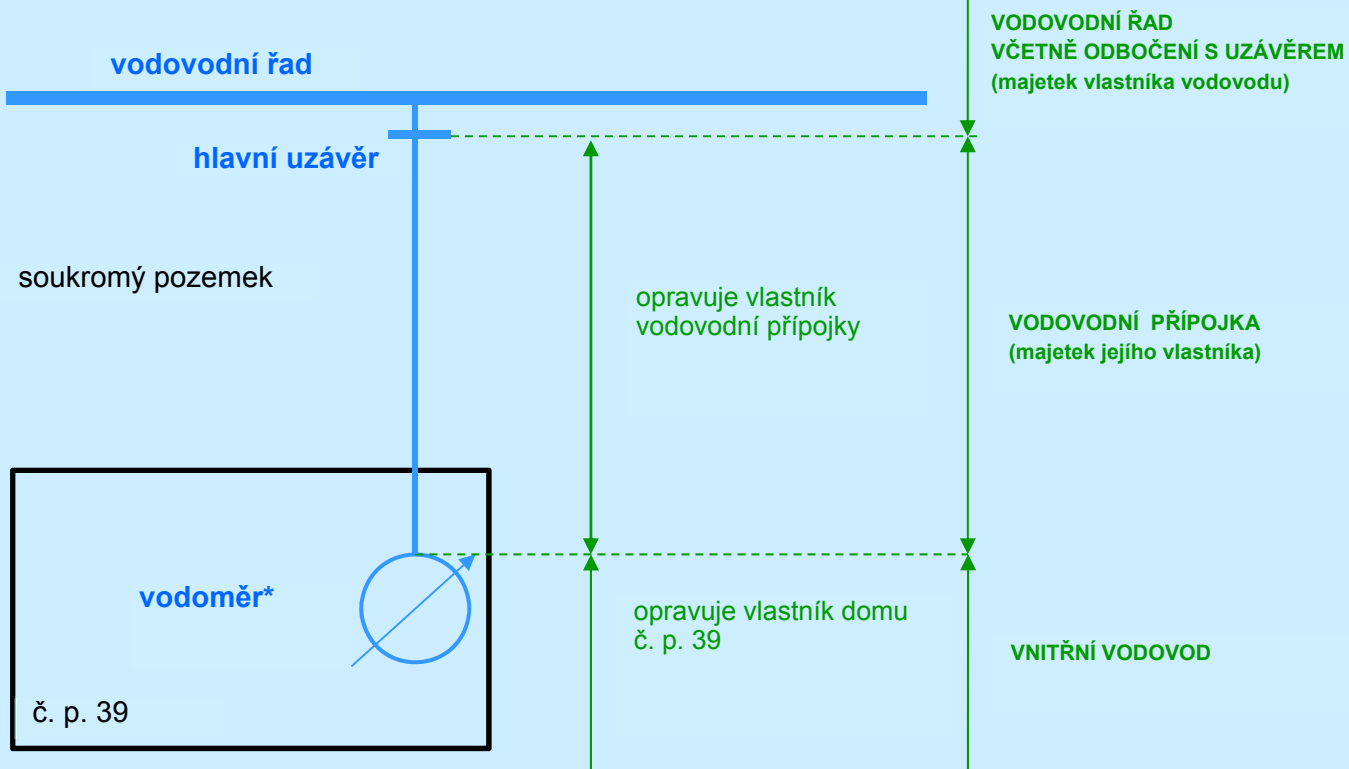 vodovodní řad
VODOVODNÍ ŘAD
VČETNĚ ODBOČENÍ S UZÁVĚREM
(majetek vlastníka vodovodu)
hlavní uzávěr
soukromý pozemek
opravuje vlastník
vodovodní přípojky
VODOVODNÍ PŘÍPOJKA
(majetek jejího vlastníka)
vodoměr*
opravuje vlastník domu
č. p. 39
VNITŘNÍ VODOVOD
č. p. 39